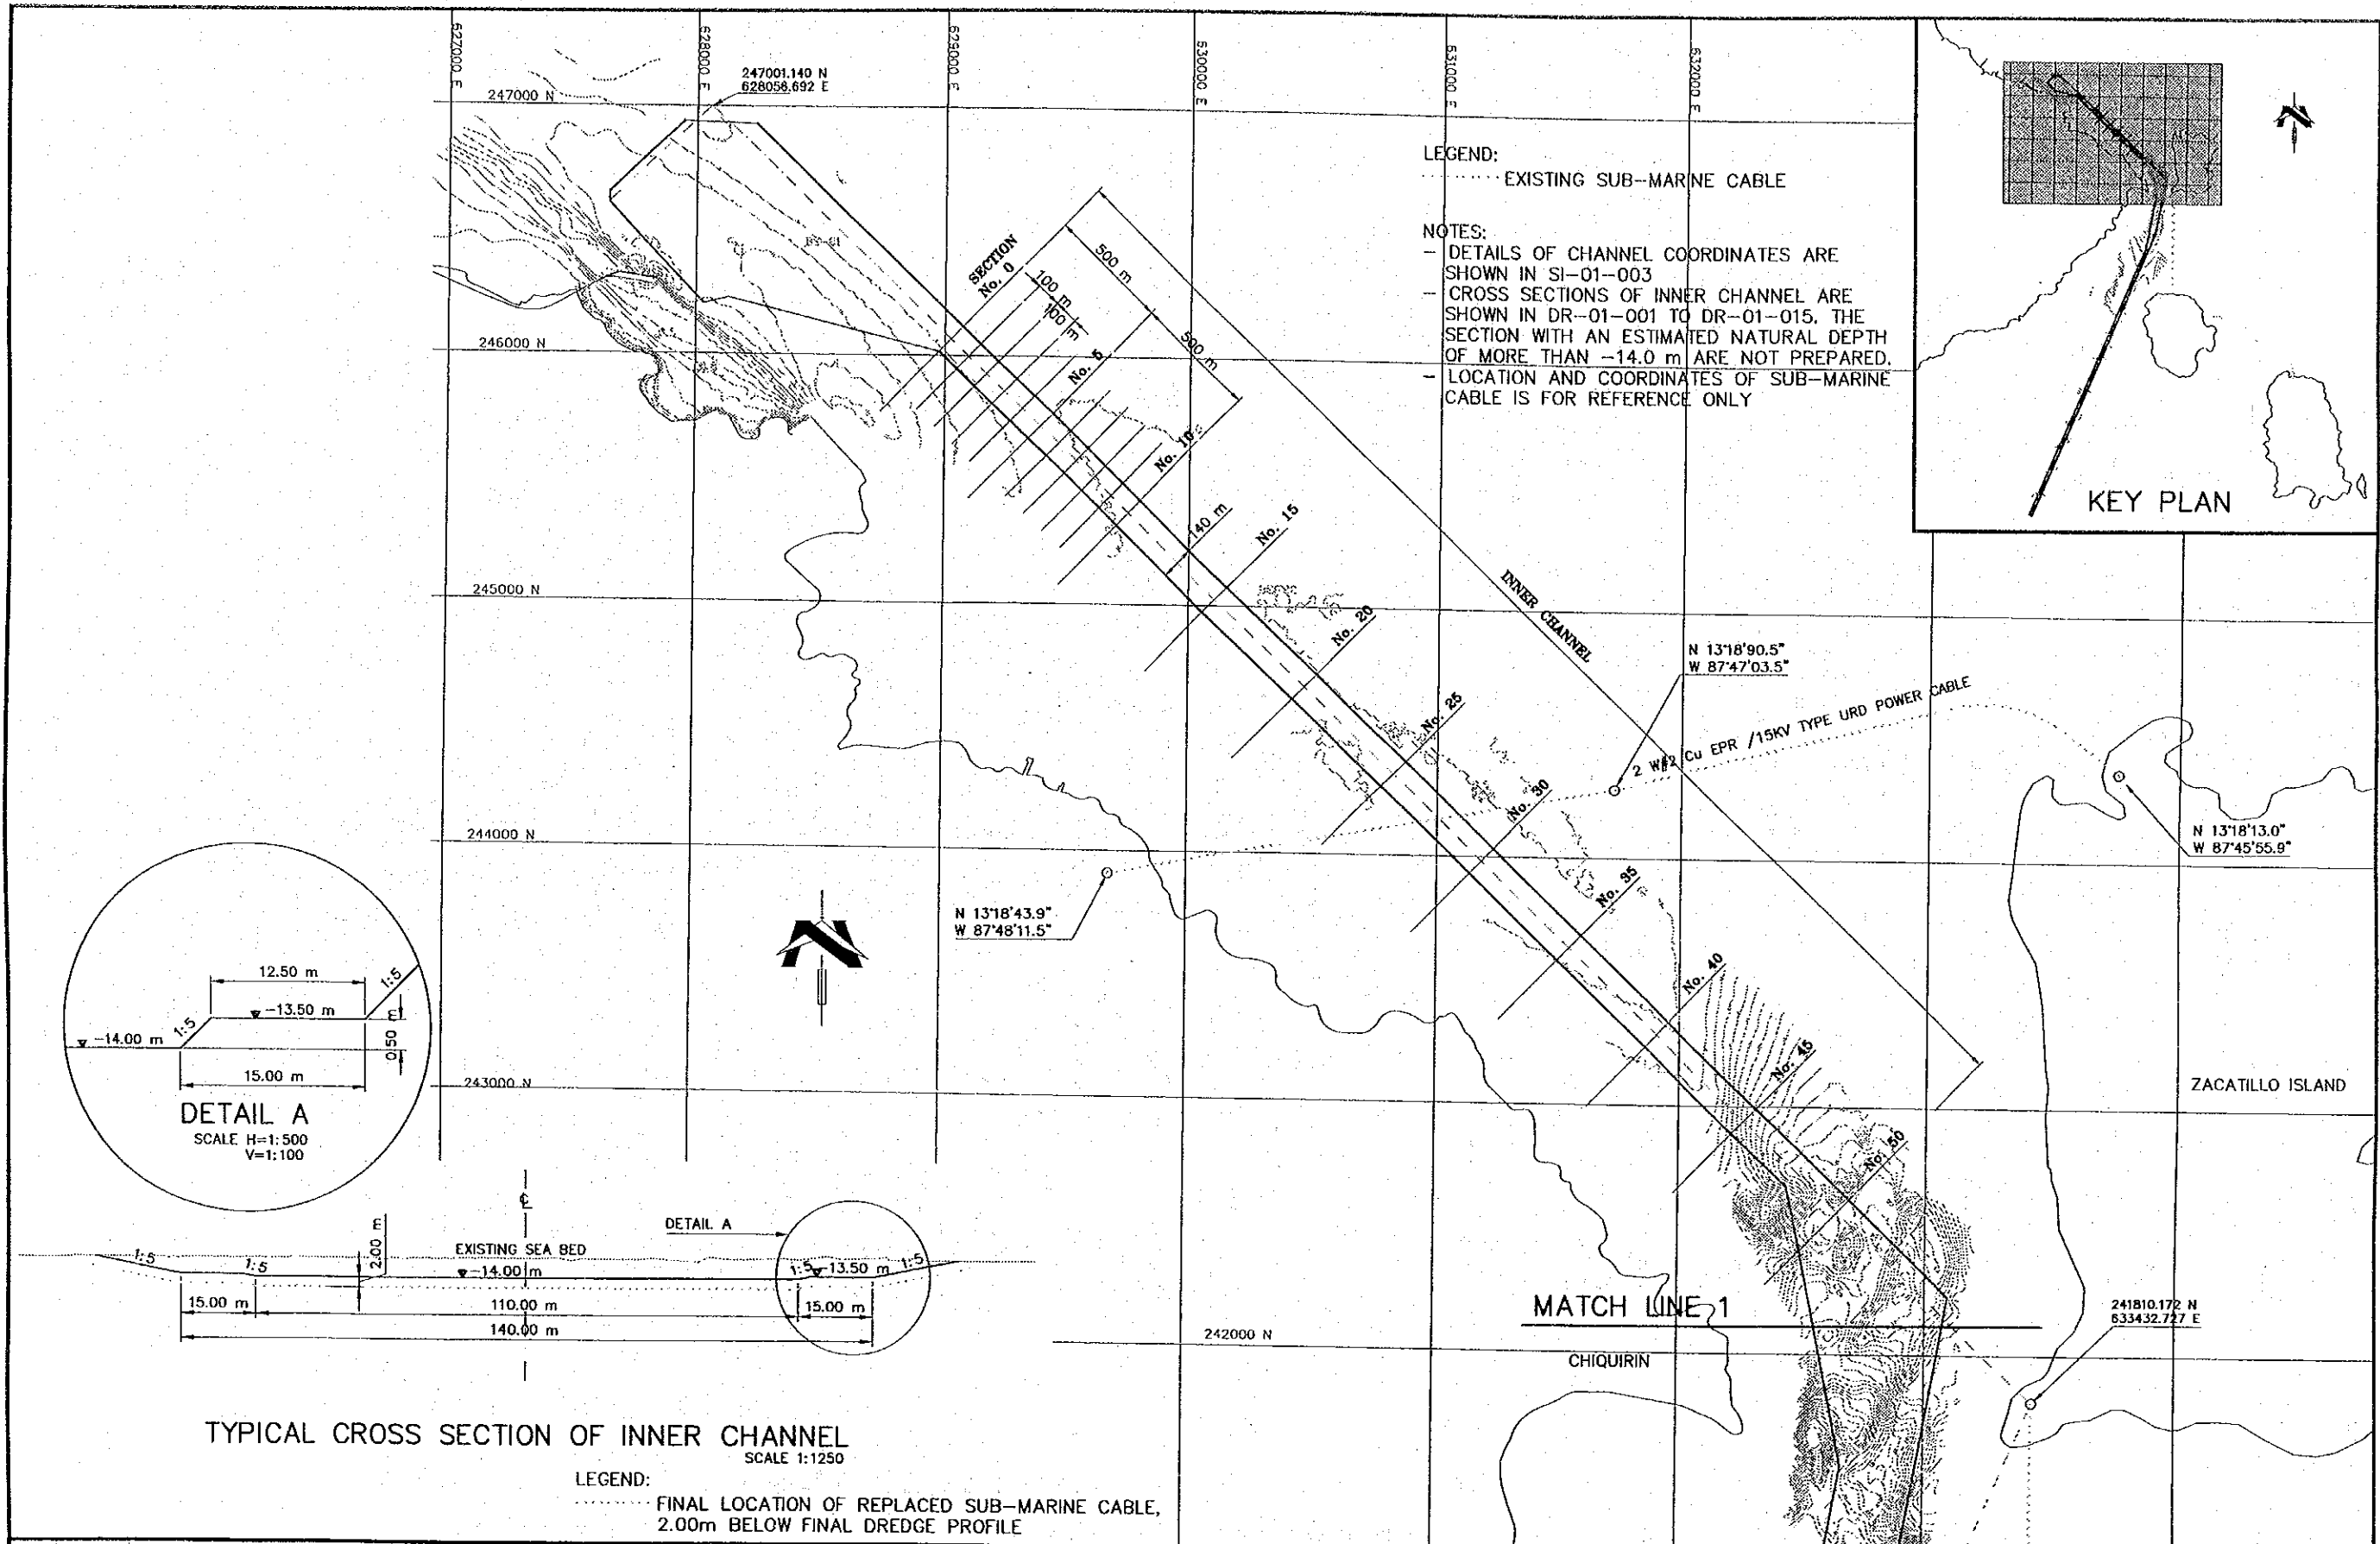 627000 E
628000 E
629000 E
630000 E
631000 E
632000 E
247001.140 N
628058.692 E
247000 N
246000 N
245000 N
244000 N
243000 N
242000 N
LEGEND:
EXISTING SUB-MARINE CABLE
NOTES:
- DETAILS OF CHANNEL COORDINATES ARE
SHOWN IN SI-01-003
- CROSS SECTIONS OF INNER CHANNEL ARE
SHOWN IN DR-01-001 TO DR-01-015. THE
SECTION WITH AN ESTIMATED NATURAL DEPTH
OF MORE THAN -14.0 m ARE NOT PREPARED.
- LOCATION AND COORDINATES OF SUB-MARINE
CABLE IS FOR REFERENCE ONLY
KEY PLAN
SECTION
No. 0
100 m
100 m
500 m
500 m
No. 5
No. 10
140 m
No. 15
No. 20
No. 25
No. 30
No. 35
No. 40
No. 45
No. 50
INNER CHANNEL
N 13°18'90.5"
W 87°47'03.5"
2 W#2 Cu EPR /15KV TYPE URD POWER CABLE
N 13°18'13.0"
W 87°45'55.9"
N 13°18'43.9"
W 87°48'11.5"
ZACATILLO ISLAND
12.50 m
1:5
-13.50 m
1:5
-14.00 m
0.50 m
15.00 m
DETAIL A
SCALE H=1:500
V=1:100
℄
DETAIL A
2.00 m
EXISTING SEA BED
1:5
1:5
-14.00 m
1:5
-13.50 m
1:5
15.00 m
110.00 m
15.00 m
140.00 m
MATCH LINE 1
CHIQUIRIN
241810.172 N
633432.727 E
TYPICAL CROSS SECTION OF INNER CHANNEL
SCALE 1:1250
LEGEND:
FINAL LOCATION OF REPLACED SUB-MARINE CABLE,
2.00m BELOW FINAL DREDGE PROFILE